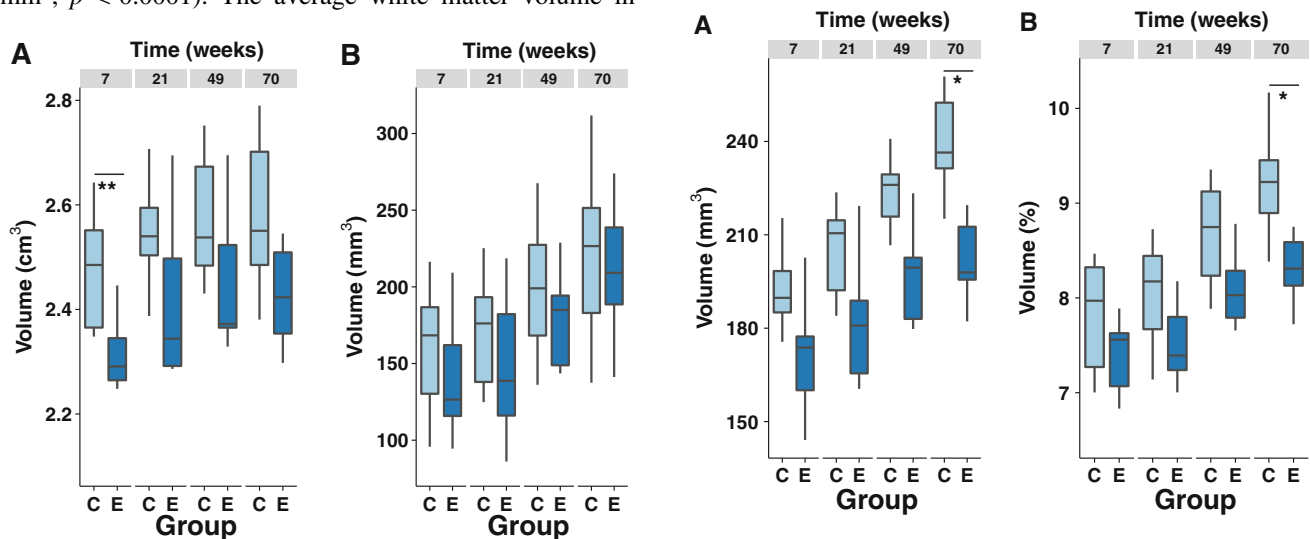 mm³, p < 0.0001). The average white matter volume in
A
Time (weeks)
7 21 49 70
Volume (cm³)
2.8
2.6
2.4
2.2
**
C E C E C E C E
Group
B
Time (weeks)
7 21 49 70
Volume (mm³)
300
250
200
150
100
C E C E C E C E
Group
A
Time (weeks)
7 21 49 70
Volume (mm³)
240
210
180
150
*
C E C E C E C E
Group
B
Time (weeks)
7 21 49 70
Volume (%)
10
9
8
7
*
C E C E C E C E
Group